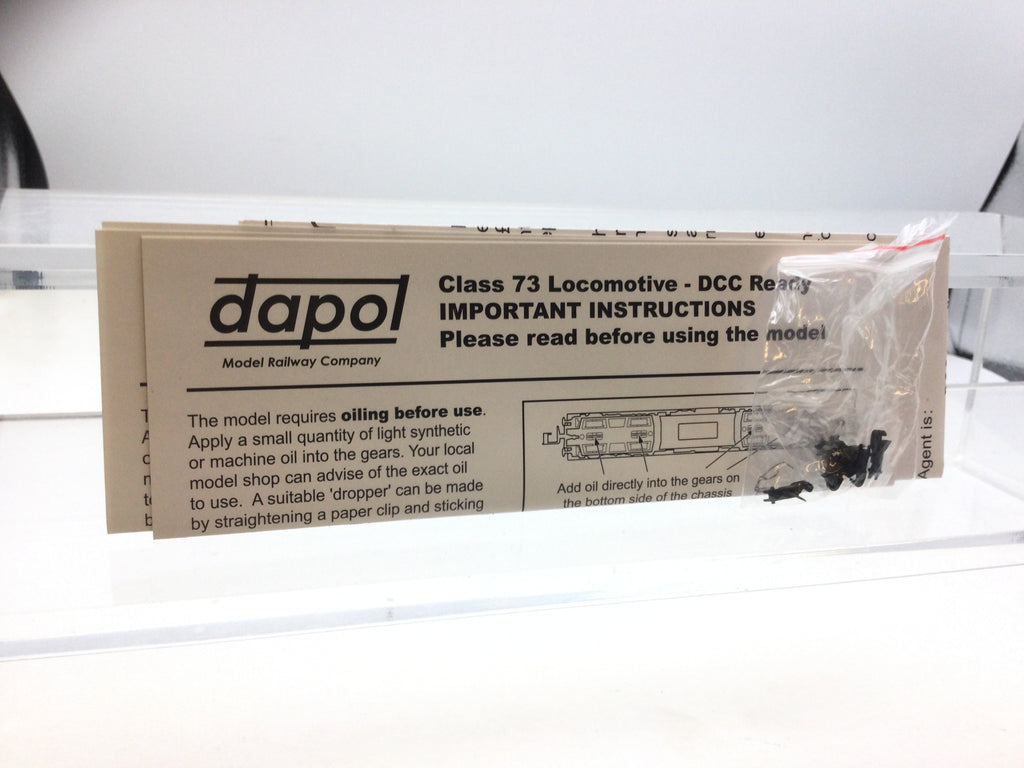 dapol
Model Railway Company
Class 73 Locomotive - DCC Ready
IMPORTANT INSTRUCTIONS
Please read before using the model
The model requires oiling before use.
Apply a small quantity of light synthetic
or machine oil into the gears. Your local
model shop can advise of the exact oil
to use. A suitable 'dropper' can be made
by straightening a paper clip and sticking
Add oil directly into the gears on
the bottom side of the chassis
Agent is: